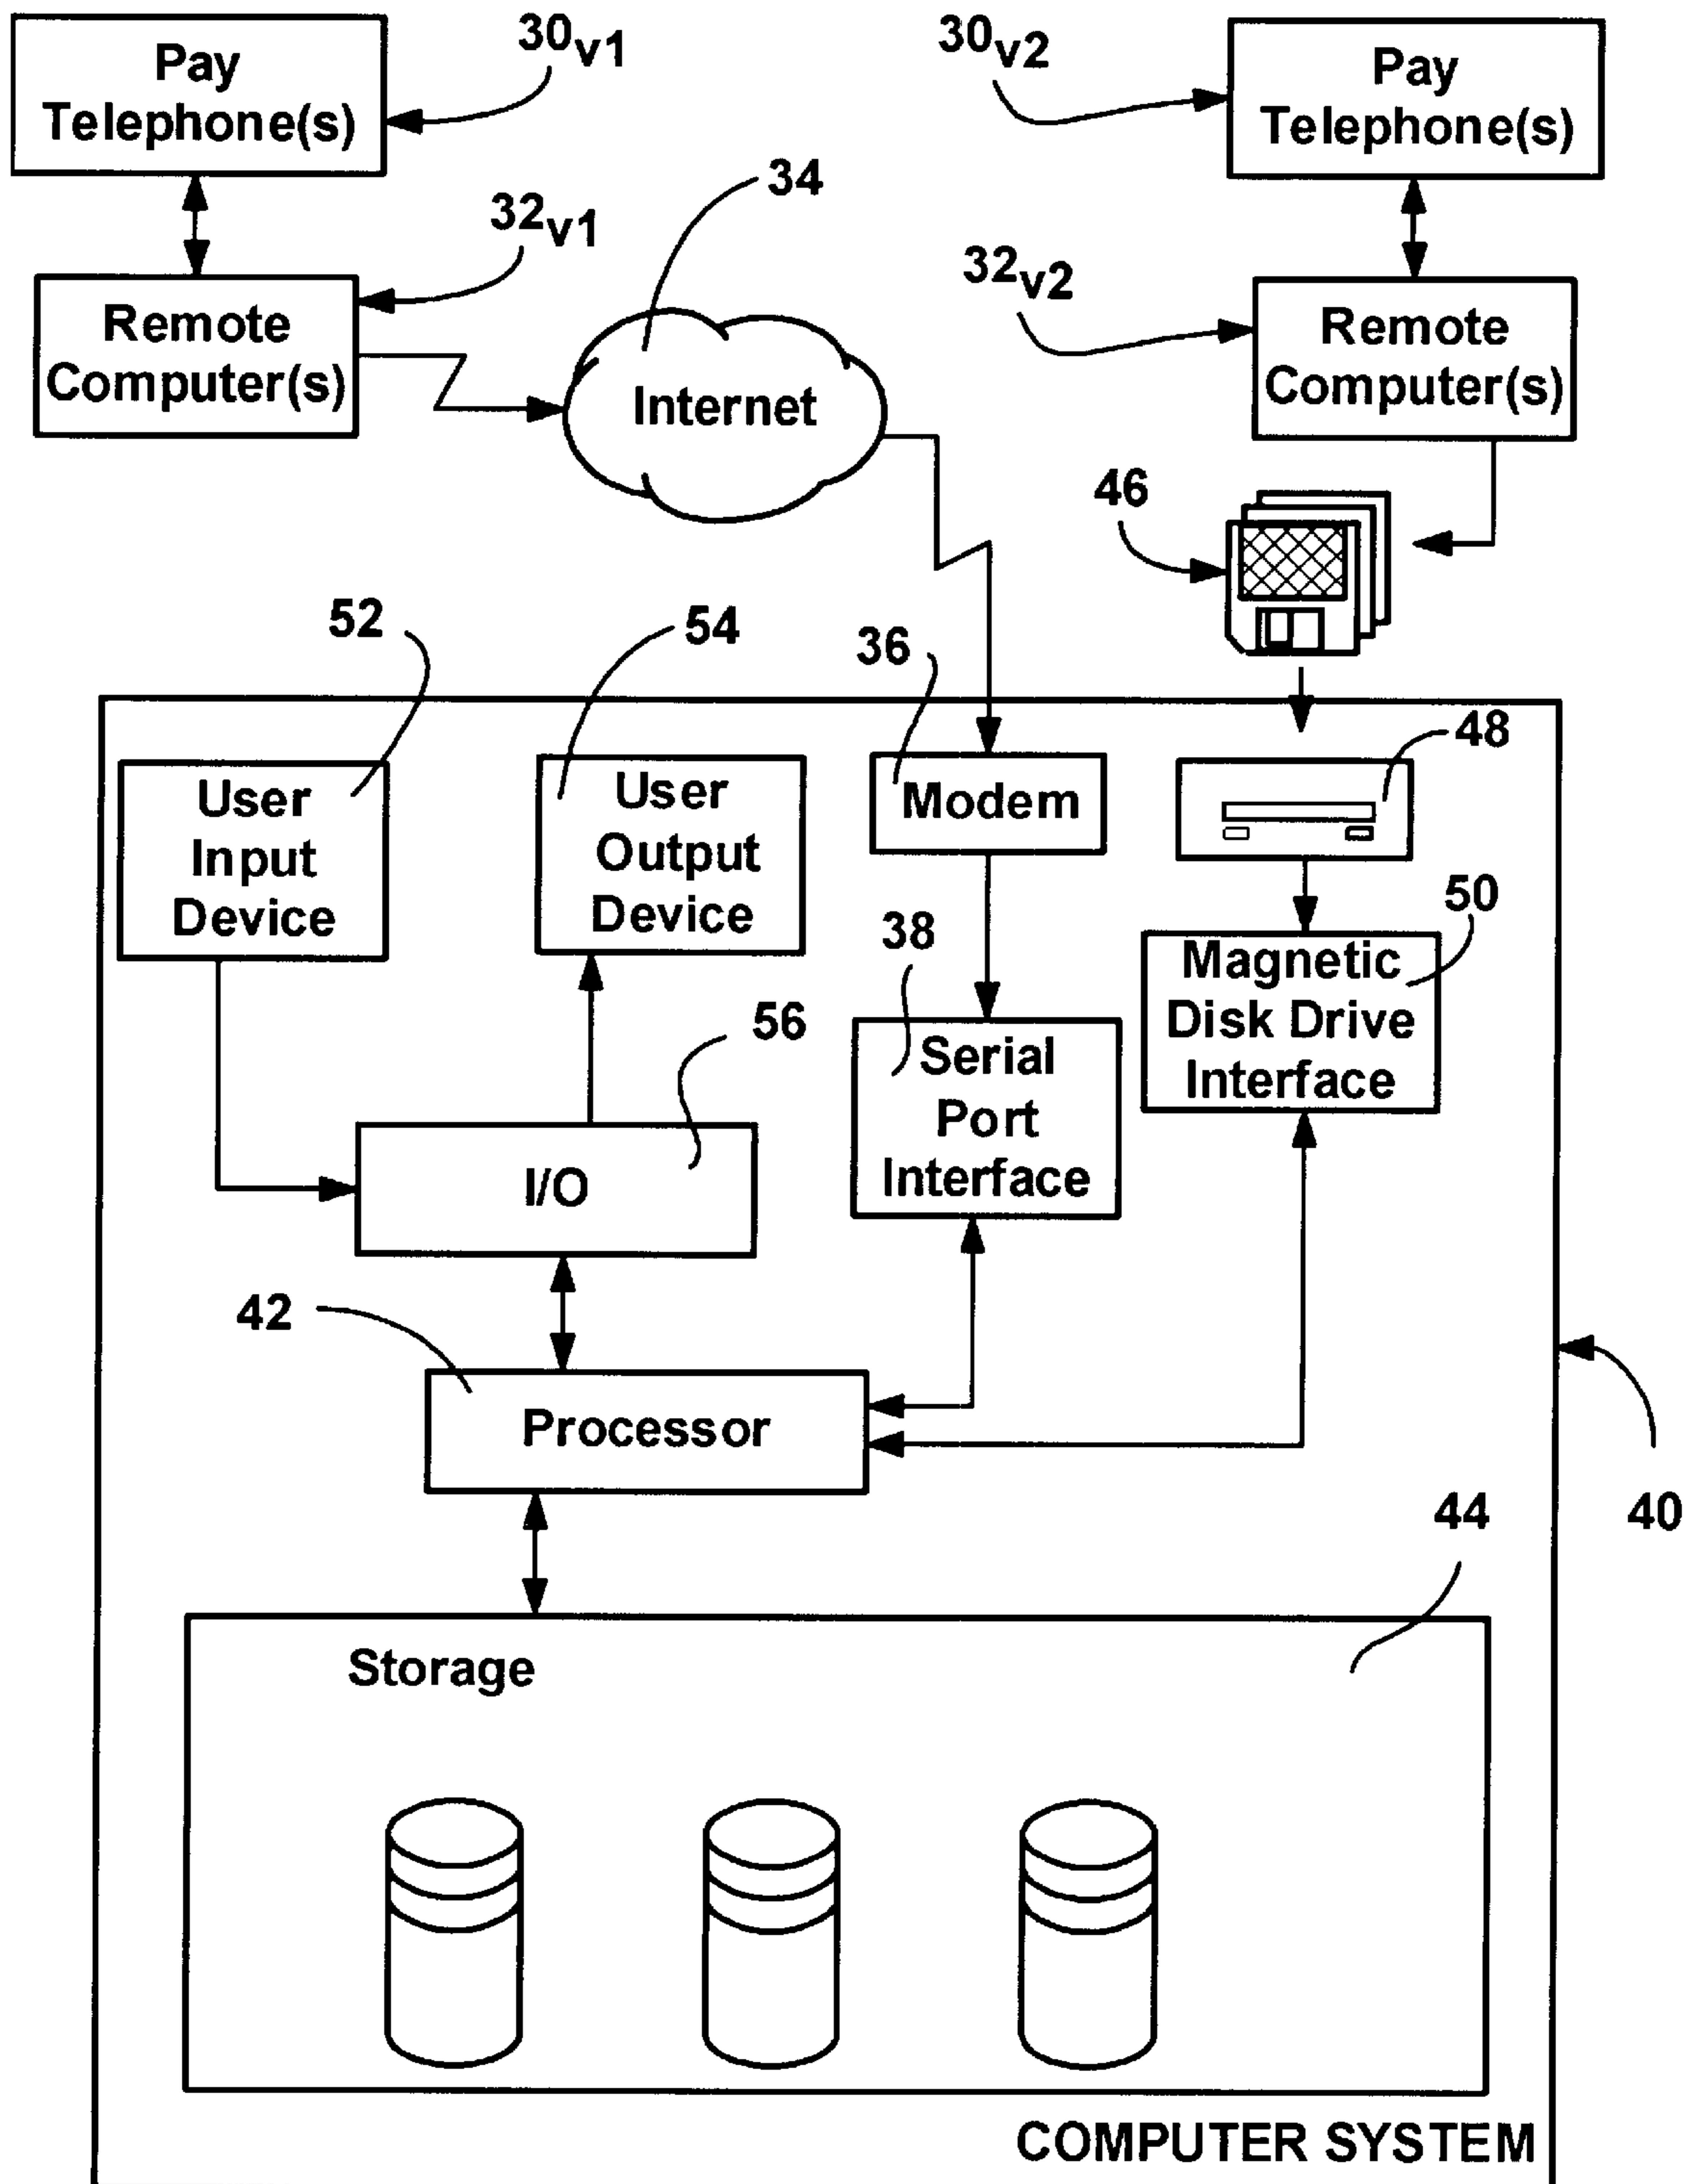 Pay
Telephone(s)
30v1
30v2
Pay
Telephone(s)
34
32v1
32v2
Remote
Computer(s)
Internet
Remote
Computer(s)
46
52
54
36
48
User
Input
Device
User
Output
Device
Modem
50
38
Magnetic
Disk Drive
Interface
56
Serial
Port
Interface
I/O
42
Processor
40
44
Storage
COMPUTER SYSTEM